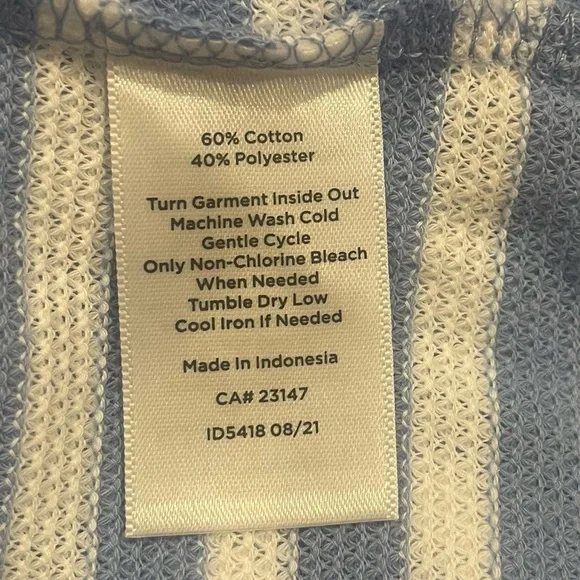 60% Cotton
40% Polyester
Turn Garment Inside Out
Machine Wash Cold
Gentle Cycle
Only Non-Chlorine Bleach
When Needed
Tumble Dry Low
Cool Iron If Needed
Made In Indonesia
CA# 23147
ID5418 08/21